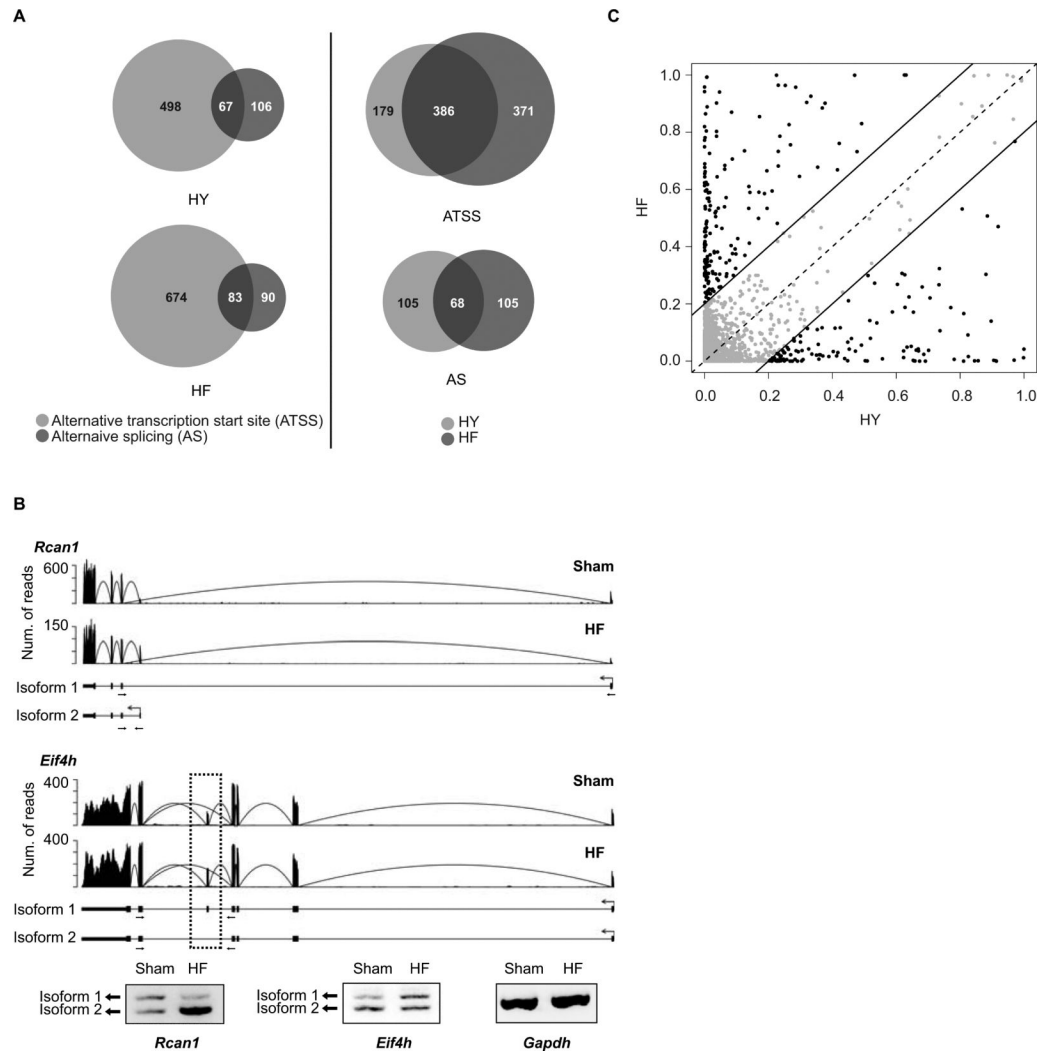 A
498 67 106
HY
674 83 90
HF
Alternative transcription start site (ATSS)
Alternaive splicing (AS)
179 386 371
ATSS
105 68 105
AS
HY
HF
C
HF
1.0
0.8
0.6
0.4
0.2
0.0
0.0 0.2 0.4 0.6 0.8 1.0
HY
B
Rcan1
Num. of reads
600
Sham
150
HF
Isoform 1
Isoform 2
Eif4h
Num. of reads
400
Sham
400
HF
Isoform 1
Isoform 2
Sham HF
Isoform 1
Isoform 2
Rcan1
Sham HF
Isoform 1
Isoform 2
Eif4h
Sham HF
Gapdh